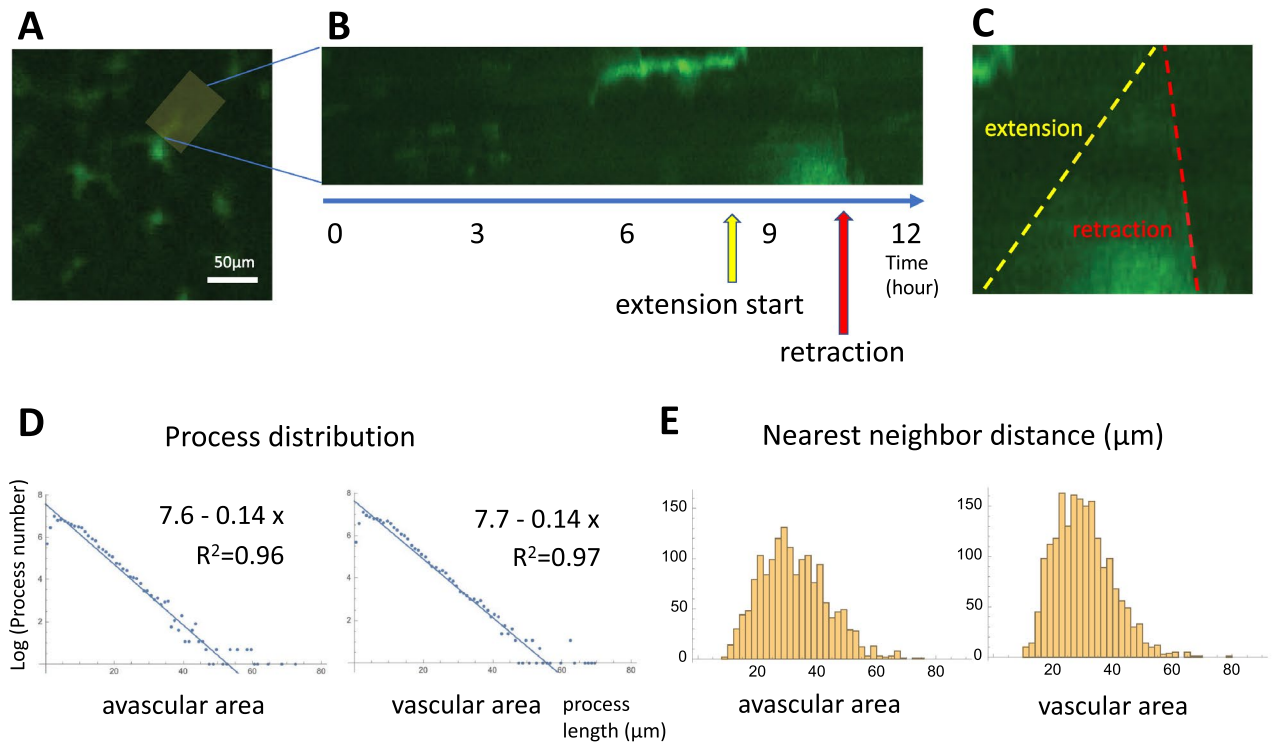 A
50μm
B
0 3 6 9 12
Time
(hour)
extension start
retraction
C
extension
retraction
D
Process distribution
Log (Process number)
8
6
4
2
20 40 60 80
7.6 - 0.14 x
R²=0.96
avascular area
8
6
4
2
20 40 60 80
7.7 - 0.14 x
R²=0.97
vascular area
process
length (μm)
E
Nearest neighbor distance (μm)
150
100
50
0
20 40 60 80
avascular area
150
100
50
0
20 40 60 80
vascular area